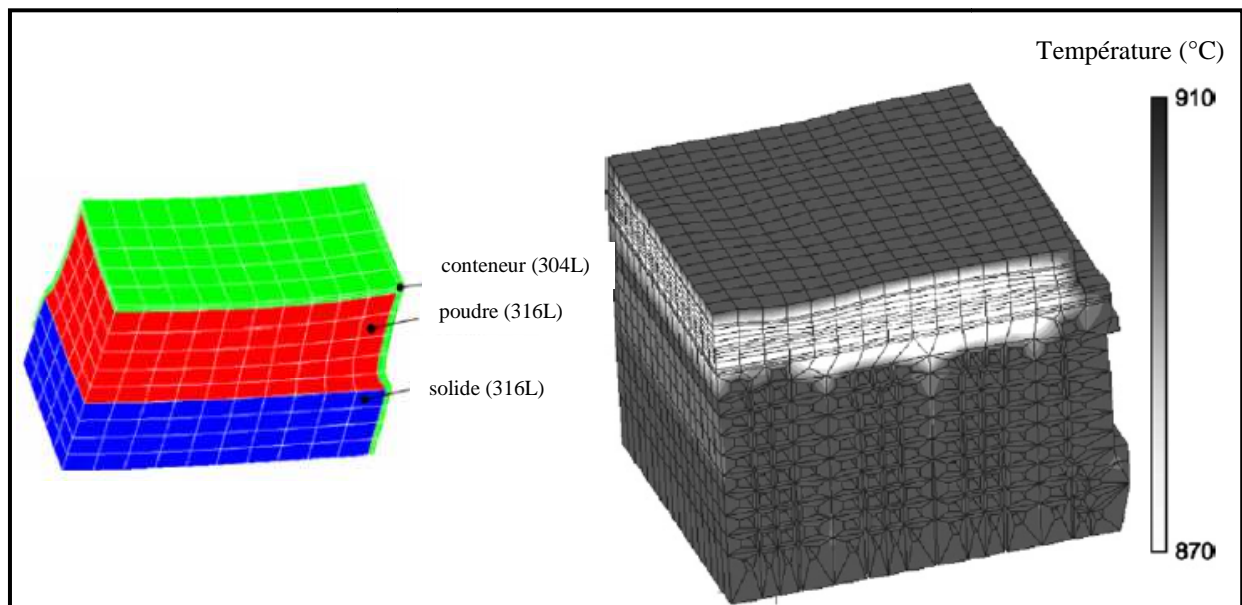 Température (°C)
910
conteneur (304L)
poudre (316L)
solide (316L)
870